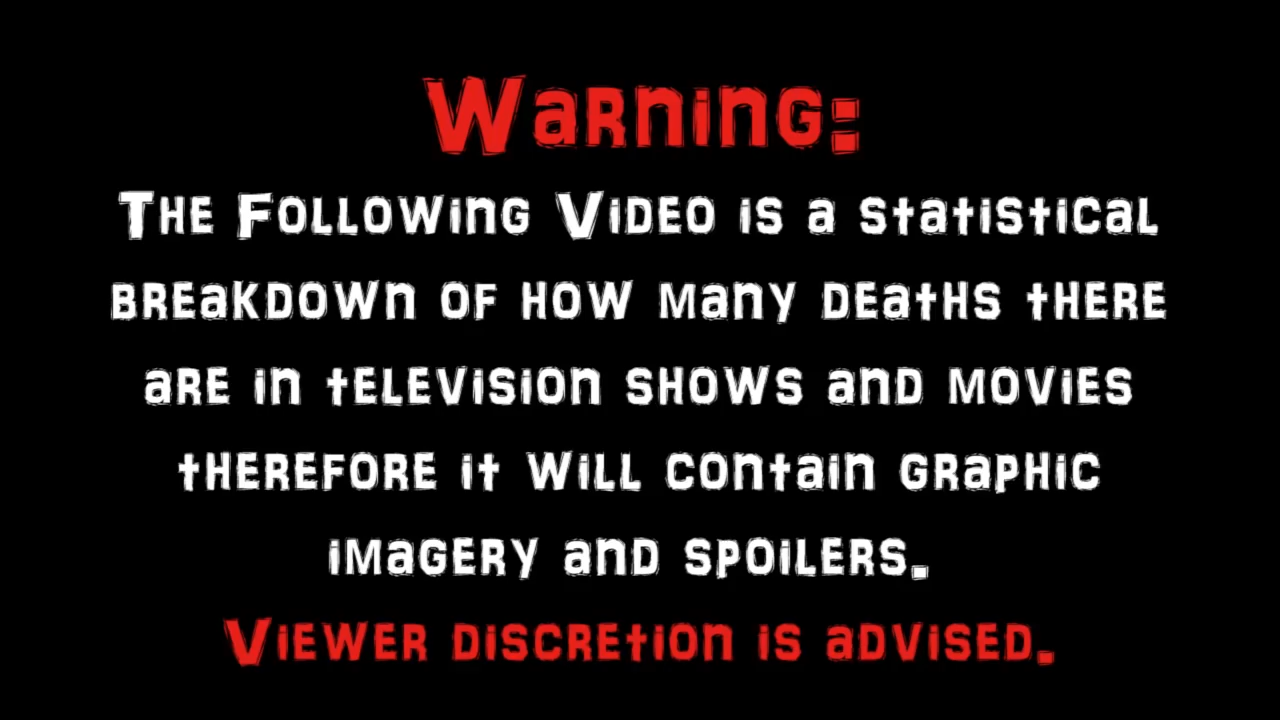 Warning:
The Following Video is a statistical
breakdown of how many deaths there
are in television shows and movies
therefore it will contain graphic
imagery and spoilers.
Viewer discretion is advised.